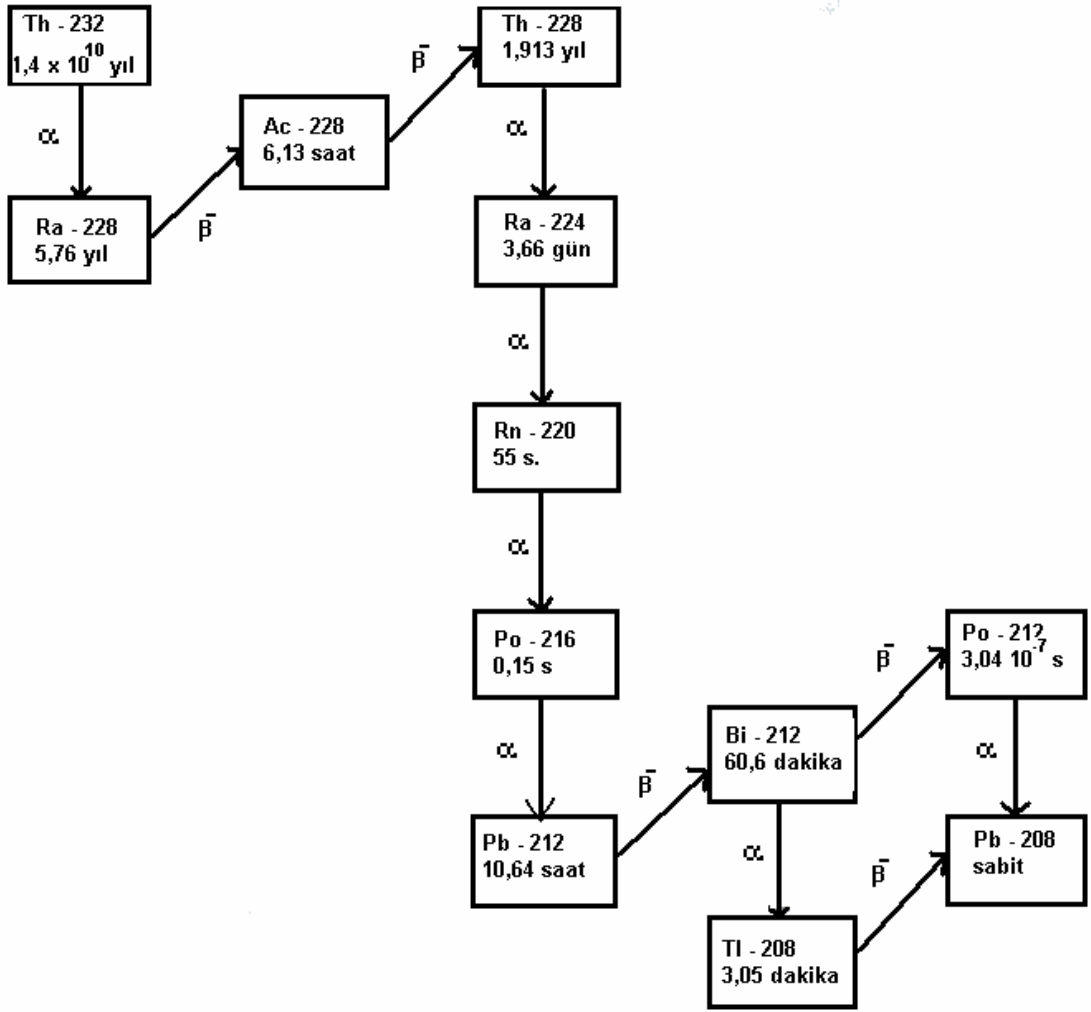 Th - 232
1,4 x 10^10 yıl
α
Ra - 228
5,76 yıl
β̄
Ac - 228
6,13 saat
β̄
Th - 228
1,913 yıl
α
Ra - 224
3,66 gün
α
Rn - 220
55 s.
α
Po - 216
0,15 s
α
Pb - 212
10,64 saat
β̄
Bi - 212
60,6 dakika
β̄
Po - 212
3,04 10^-7 s
α
α
Tl - 208
3,05 dakika
β̄
Pb - 208
sabit